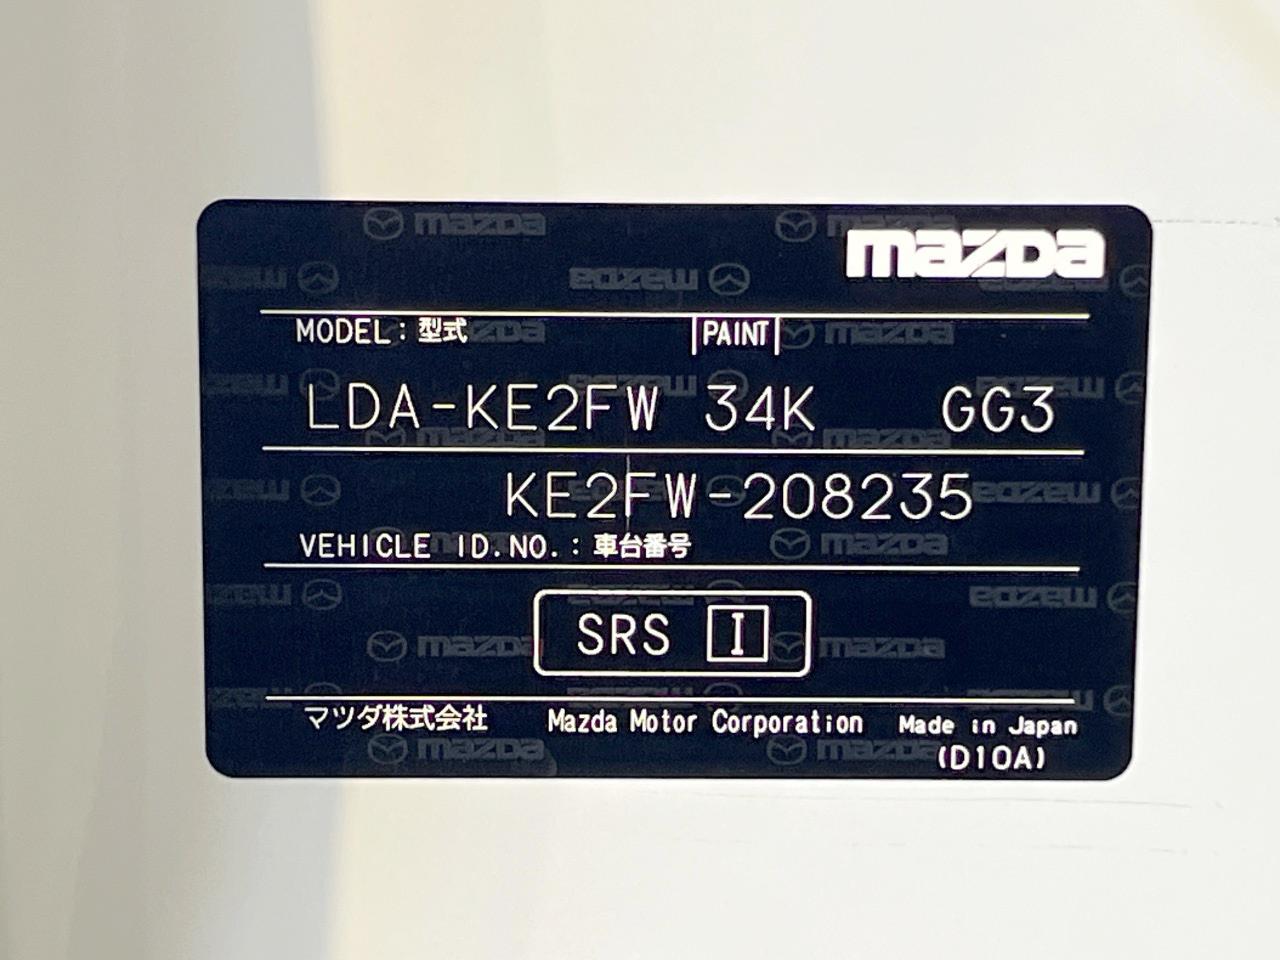 mazda
MODEL：型式 PAINT
LDA-KE2FW 34K GG3
KE2FW-208235
VEHICLE ID.NO.：車台番号
SRS I
マツダ株式会社 Mazda Motor Corporation Made in Japan
(D10A)